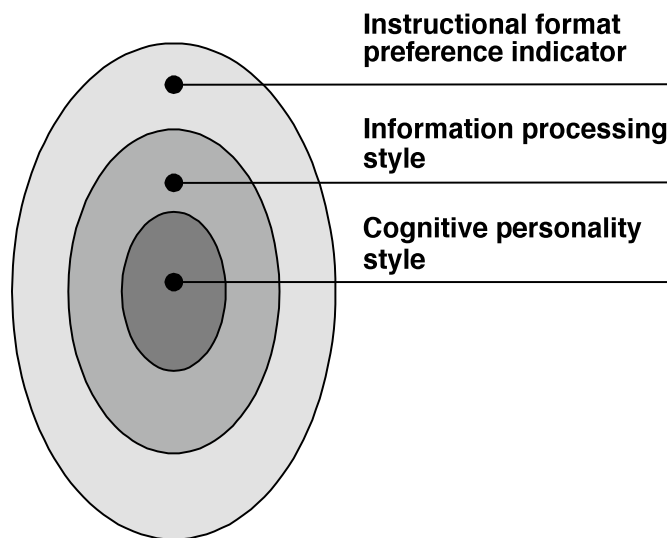 Instructional format
preference indicator
Information processing
style
Cognitive personality
style